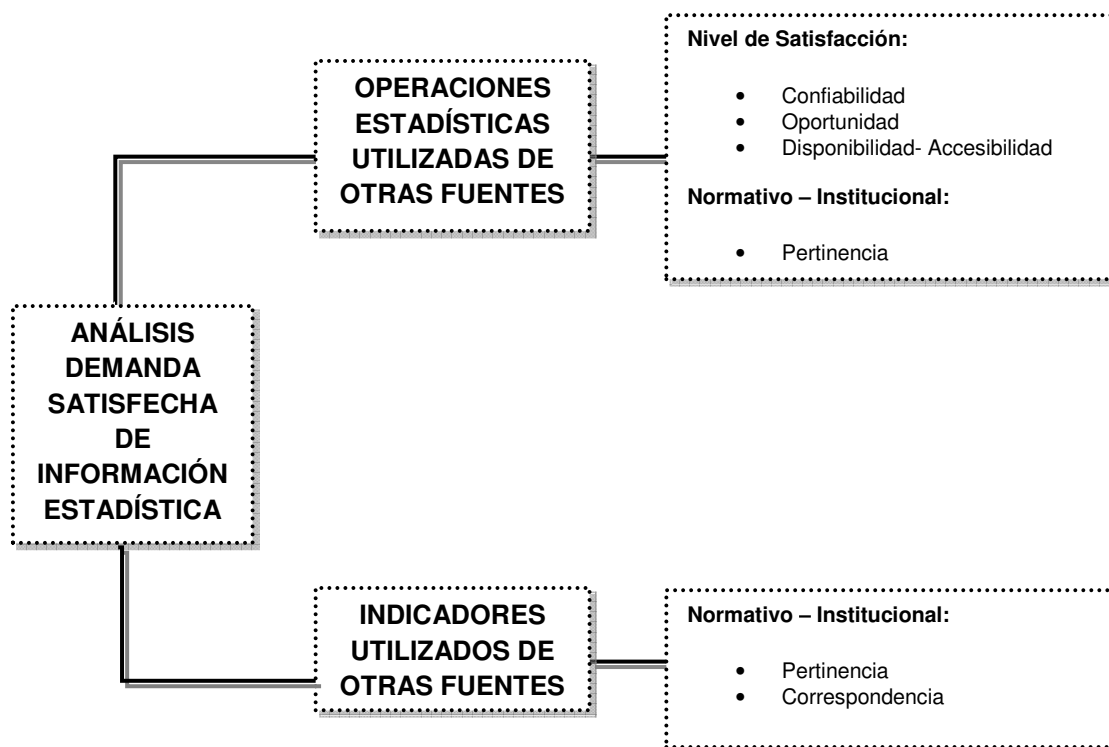 OPERACIONES
ESTADÍSTICAS
UTILIZADAS DE
OTRAS FUENTES
Nivel de Satisfacción:
• Confiabilidad
• Oportunidad
• Disponibilidad- Accesibilidad
Normativo – Institucional:
• Pertinencia
ANÁLISIS
DEMANDA
SATISFECHA
DE
INFORMACIÓN
ESTADÍSTICA
INDICADORES
UTILIZADOS DE
OTRAS FUENTES
Normativo – Institucional:
• Pertinencia
• Correspondencia